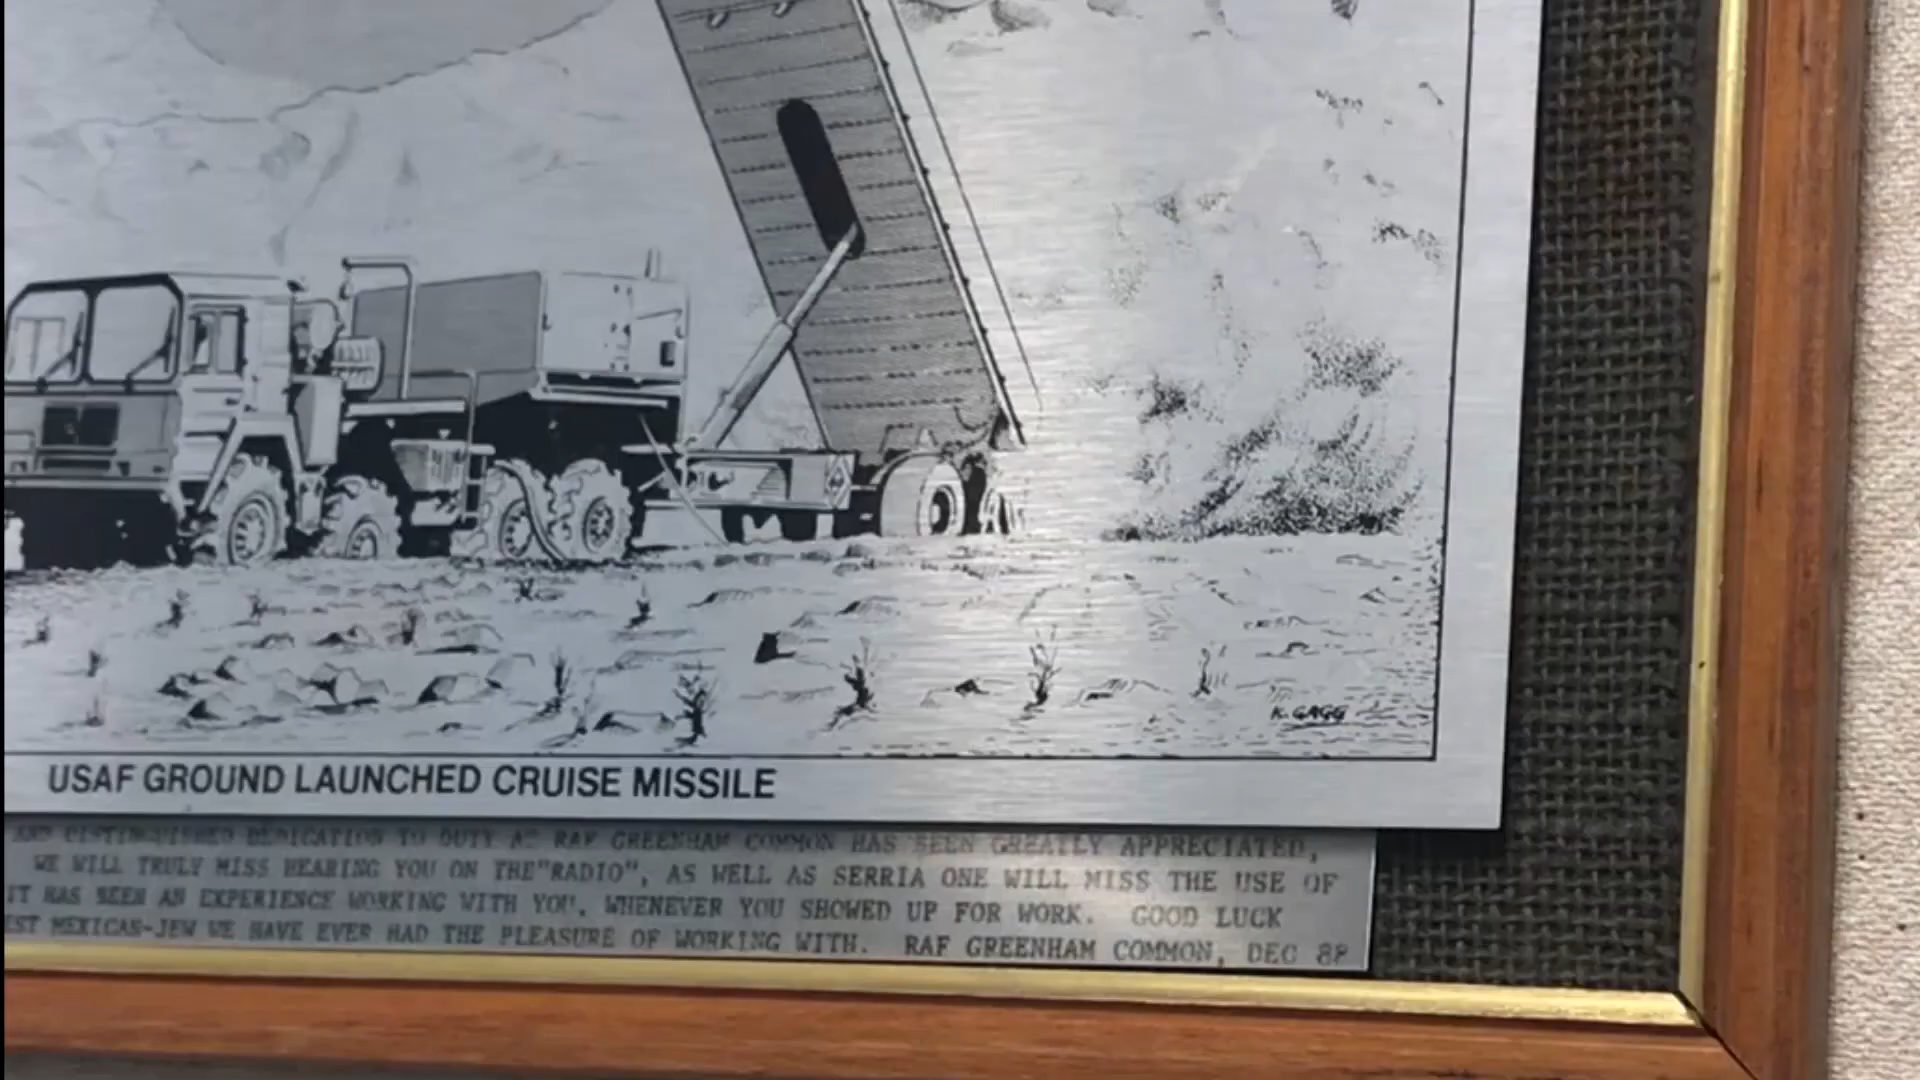 K. GAGG
USAF GROUND LAUNCHED CRUISE MISSILE
AND DISTINGUISHED DEDICATION TO DUTY AT RAF GREENHAM COMMON HAS BEEN GREATLY APPRECIATED,
WE WILL TRULY MISS HEARING YOU ON THE"RADIO", AS WELL AS SERRIA ONE WILL MISS THE USE OF
IT HAS BEEN AN EXPERIENCE WORKING WITH YOU, WHENEVER YOU SHOWED UP FOR WORK. GOOD LUCK
EST MEXICAN-JEW WE HAVE EVER HAD THE PLEASURE OF WORKING WITH. RAF GREENHAM COMMON, DEC 88